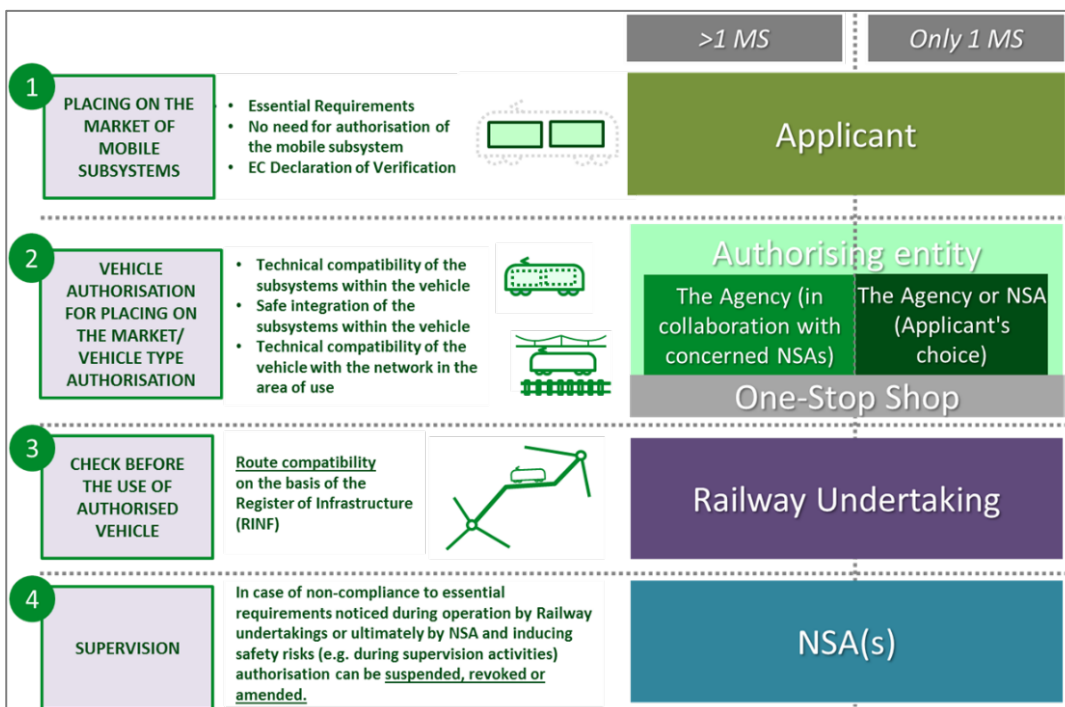 >1 MS
Only 1 MS
1
PLACING ON THE
MARKET OF
MOBILE
SUBSYSTEMS
• Essential Requirements
• No need for authorisation of
the mobile subsystem
• EC Declaration of Verification
Applicant
2
VEHICLE
AUTHORISATION
FOR PLACING ON
THE MARKET/
VEHICLE TYPE
AUTHORISATION
• Technical compatibility of the
subsystems within the vehicle
• Safe integration of the
subsystems within the vehicle
• Technical compatibility of the
vehicle with the network in the
area of use
Authorising entity
The Agency (in
collaboration with
concerned NSAs)
The Agency or NSA
(Applicant's
choice)
One-Stop Shop
3
CHECK BEFORE
THE USE OF
AUTHORISED
VEHICLE
Route compatibility
on the basis of the
Register of Infrastructure
(RINF)
Railway Undertaking
4
SUPERVISION
In case of non-compliance to essential
requirements noticed during operation by Railway
undertakings or ultimately by NSA and inducing
safety risks (e.g. during supervision activities)
authorisation can be suspended, revoked or
amended.
NSA(s)